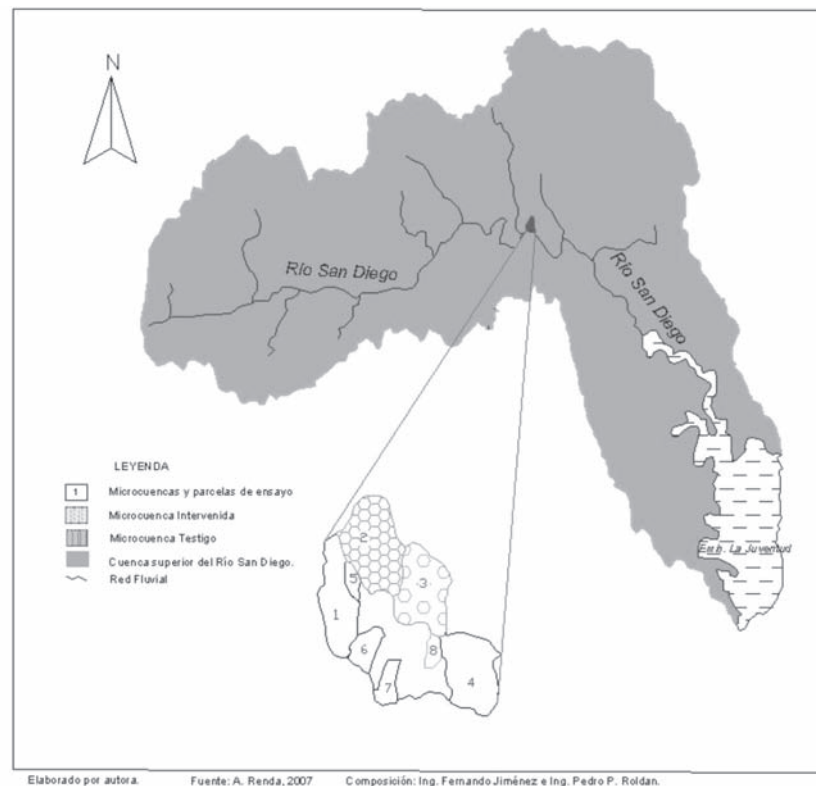 N
Río San Diego
Río San Diego
Emb. La Juventud
LEYENDA
1 Microcuencas y parcelas de ensayo
Microcuenca Intervenida
Microcuenca Testigo
Cuenca superior del Río San Diego.
Red Fluvial
2
3
5
1
6
8
4
7
Elaborado por autora. Fuente: A. Renda, 2007 Composición: Ing. Fernando Jiménez e Ing. Pedro P. Roldan.